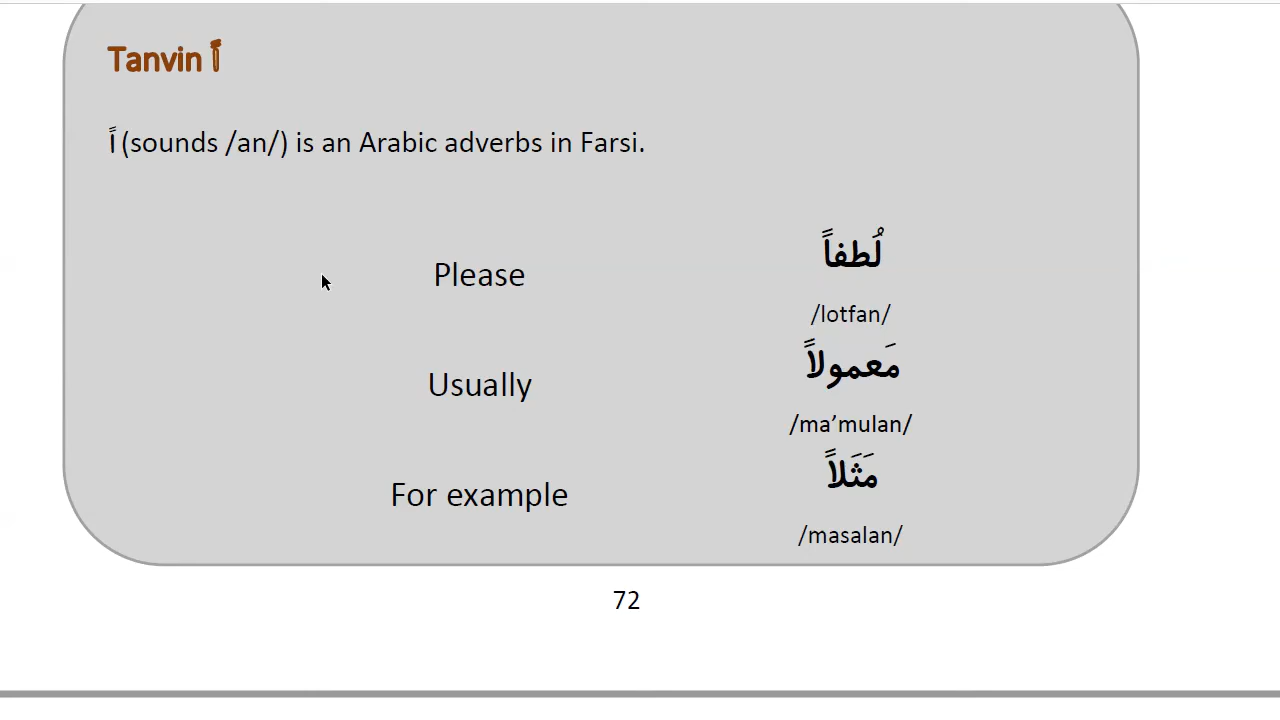 Tanvin اً
اً (sounds /an/) is an Arabic adverbs in Farsi.
Please
لُطفاً
/lotfan/
Usually
مَعمولاً
/ma’mulan/
For example
مَثَلاً
/masalan/
72